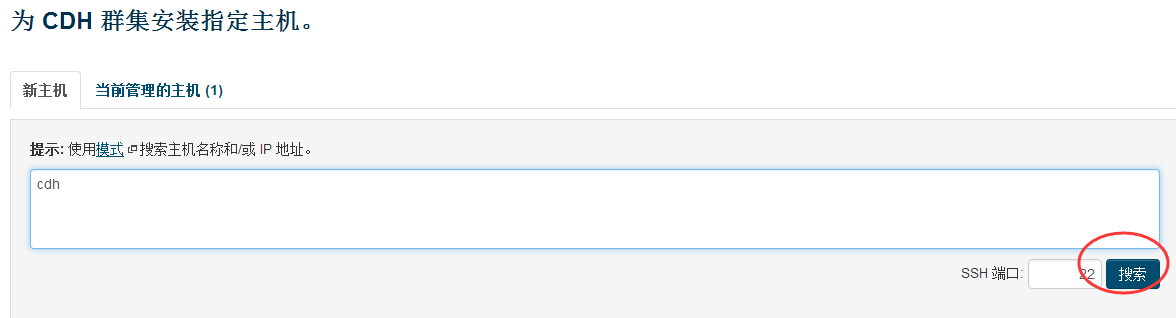 为 CDH 群集安装指定主机。
新主机 当前管理的主机 (1)
提示: 使用模式 搜索主机名称和/或 IP 地址。
cdh
SSH 端口: 22 搜索